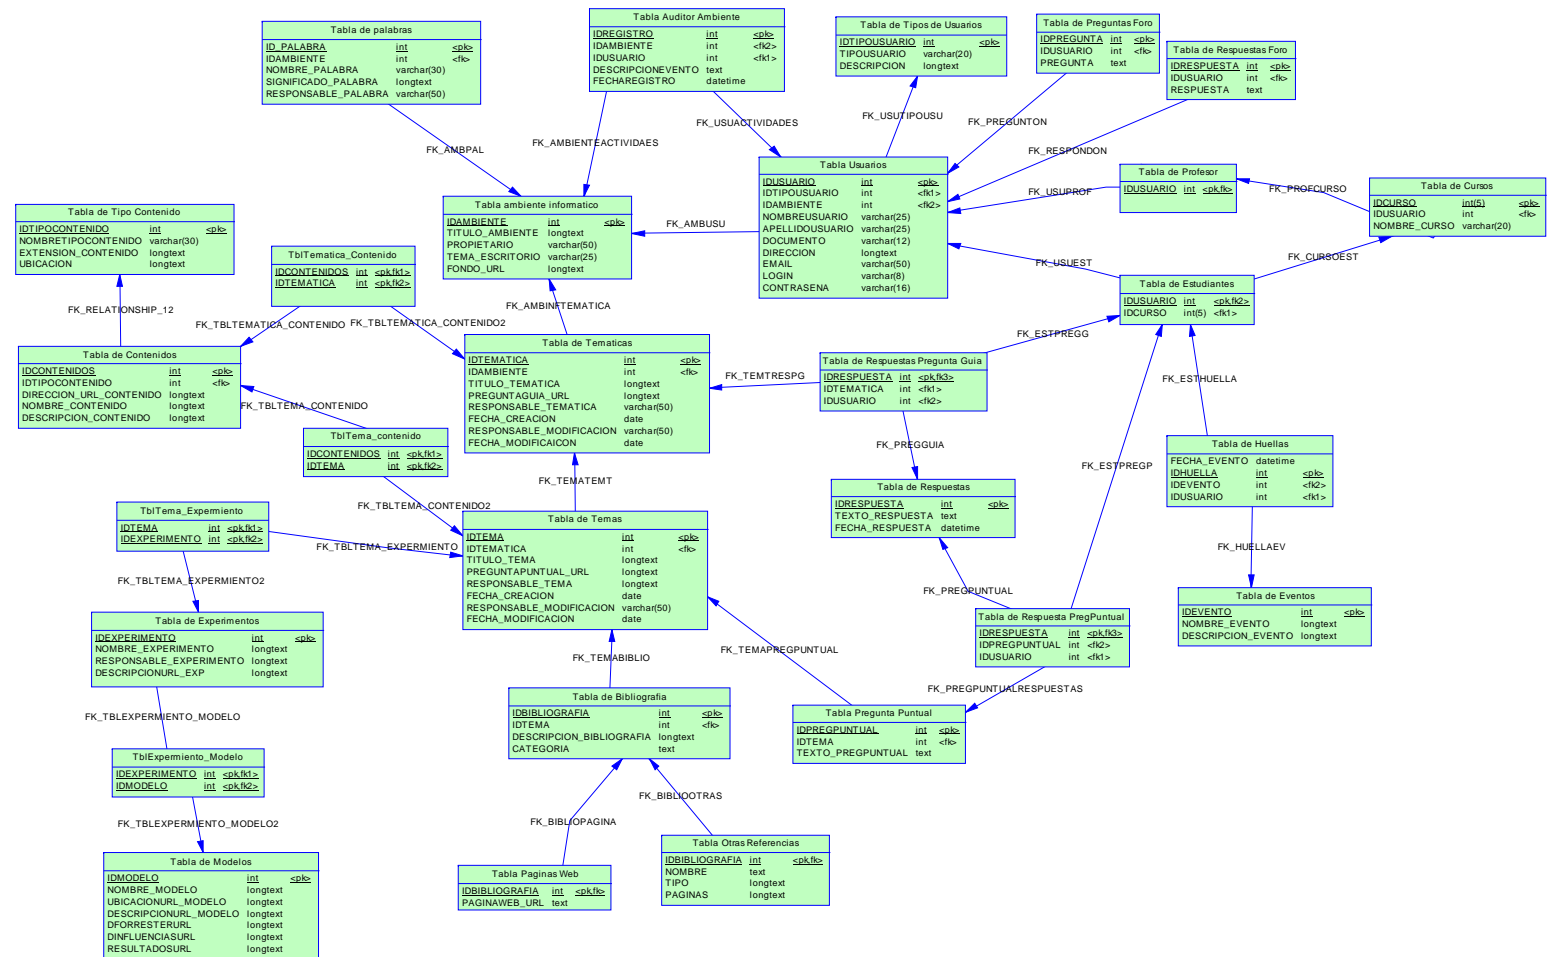 Tabla de palabras
ID_PALABRA int <pk>
IDAMBIENTE int <fk>
NOMBRE_PALABRA varchar(30)
SIGNIFICADO_PALABRA longtext
RESPONSABLE_PALABRA varchar(50)
Tabla Auditor Ambiente
IDREGISTRO int <pk>
IDAMBIENTE int <fk2>
IDUSUARIO int <fk1>
DESCRIPCIONEVENTO text
FECHAREGISTRO datetime
Tabla de Tipos de Usuarios
IDTIPOUSUARIO int <pk>
TIPOUSUARIO varchar(20)
DESCRIPCION longtext
Tabla de Preguntas Foro
IDPREGUNTA int <pk>
IDUSUARIO int <fk>
PREGUNTA text
Tabla de Respuestas Foro
IDRESPUESTA int <pk>
IDUSUARIO int <fk>
RESPUESTA text
FK_AMBPAL
FK_AMBIENTEACTIVIDAES
FK_USUACTIVIDADES
FK_USUTIPOUSU
FK_PREGUNTON
FK_RESPONDON
Tabla Usuarios
IDUSUARIO int <pk>
IDTIPOUSUARIO int <fk1>
IDAMBIENTE int <fk2>
NOMBREUSUARIO varchar(25)
APELLIDOUSUARIO varchar(25)
DOCUMENTO varchar(12)
DIRECCION longtext
EMAIL varchar(50)
LOGIN varchar(8)
CONTRASENA varchar(16)
Tabla de Profesor
IDUSUARIO int <pk,fk>
FK_USUPROF
FK_PROFCURSO
Tabla de Cursos
IDCURSO int(5) <pk>
IDUSUARIO int <fk>
NOMBRE_CURSO varchar(20)
Tabla de Tipo Contenido
IDTIPOCONTENIDO int <pk>
NOMBRETIPOCONTENIDO varchar(30)
EXTENSION_CONTENIDO longtext
UBICACION longtext
Tabla ambiente informatico
IDAMBIENTE int <pk>
TITULO_AMBIENTE longtext
PROPIETARIO varchar(50)
TEMA_ESCRITORIO varchar(25)
FONDO_URL longtext
FK_AMBUSU
TblTematica_Contenido
IDCONTENIDOS int <pk,fk1>
IDTEMATICA int <pk,fk2>
FK_USUEST
FK_CURSOEST
Tabla de Estudiantes
IDUSUARIO int <pk,fk2>
IDCURSO int(5) <fk1>
FK_RELATIONSHIP_12
FK_TBLTEMATICA_CONTENIDO
FK_TBLTEMATICA_CONTENIDO2
FK_AMBINFTEMATICA
FK_ESTPREGG
Tabla de Contenidos
IDCONTENIDOS int <pk>
IDTIPOCONTENIDO int <fk>
DIRECCION_URL_CONTENIDO longtext
NOMBRE_CONTENIDO longtext
DESCRIPCION_CONTENIDO longtext
Tabla de Tematicas
IDTEMATICA int <pk>
IDAMBIENTE int <fk>
TITULO_TEMATICA longtext
PREGUNTAGUIA_URL longtext
RESPONSABLE_TEMATICA varchar(50)
FECHA_CREACION date
RESPONSABLE_MODIFICACION varchar(50)
FECHA_MODIFICAICON date
FK_TEMTRESPG
Tabla de Respuestas Pregunta Guia
IDRESPUESTA int <pk,fk3>
IDTEMATICA int <fk1>
IDUSUARIO int <fk2>
FK_ESTHUELLA
FK_TBLTEMA_CONTENIDO
TblTema_contenido
IDCONTENIDOS int <pk,fk1>
IDTEMA int <pk,fk2>
FK_PREGGUIA
FK_ESTPREGP
Tabla de Huellas
FECHA_EVENTO datetime
IDHUELLA int <pk>
IDEVENTO int <fk2>
IDUSUARIO int <fk1>
FK_TEMATEMT
FK_TBLTEMA_CONTENIDO2
Tabla de Respuestas
IDRESPUESTA int <pk>
TEXTO_RESPUESTA text
FECHA_RESPUESTA datetime
TblTema_Expermiento
IDTEMA int <pk,fk1>
IDEXPERIMENTO int <pk,fk2>
FK_TBLTEMA_EXPERMIENTO
Tabla de Temas
IDTEMA int <pk>
IDTEMATICA int <fk>
TITULO_TEMA longtext
PREGUNTAPUNTUAL_URL longtext
RESPONSABLE_TEMA longtext
FECHA_CREACION date
RESPONSABLE_MODIFICACION varchar(50)
FECHA_MODIFICACION date
FK_HUELLAEV
FK_TBLTEMA_EXPERMIENTO2
FK_PREGPUNTUAL
Tabla de Eventos
IDEVENTO int <pk>
NOMBRE_EVENTO longtext
DESCRIPCION_EVENTO longtext
Tabla de Experimentos
IDEXPERIMENTO int <pk>
NOMBRE_EXPERIMENTO longtext
RESPONSABLE_EXPERIMENTO longtext
DESCRIPCIONURL_EXP longtext
Tabla de Respuesta PregPuntual
IDRESPUESTA int <pk,fk3>
IDPREGPUNTUAL int <fk2>
IDUSUARIO int <fk1>
FK_TEMABIBLIO
FK_TEMAPREGPUNTUAL
FK_PREGPUNTUALRESPUESTAS
Tabla de Bibliografia
IDBIBLIOGRAFIA int <pk>
IDTEMA int <fk>
DESCRIPCION_BIBLIOGRAFIA longtext
CATEGORIA text
Tabla Pregunta Puntual
IDPREGPUNTUAL int <pk>
IDTEMA int <fk>
TEXTO_PREGPUNTUAL text
FK_TBLEXPERMIENTO_MODELO
TblExpermiento_Modelo
IDEXPERIMENTO int <pk,fk1>
IDMODELO int <pk,fk2>
FK_BIBLIOPAGINA
FK_BIBLIOOTRAS
FK_TBLEXPERMIENTO_MODELO2
Tabla Otras Referencias
IDBIBLIOGRAFIA int <pk,fk>
NOMBRE text
TIPO longtext
PAGINAS longtext
Tabla Paginas Web
IDBIBLIOGRAFIA int <pk,fk>
PAGINAWEB_URL text
Tabla de Modelos
IDMODELO int <pk>
NOMBRE_MODELO longtext
UBICACIONURL_MODELO longtext
DESCRIPCIONURL_MODELO longtext
DFORRESTERURL longtext
DINFLUENCIASURL longtext
RESULTADOSURL longtext